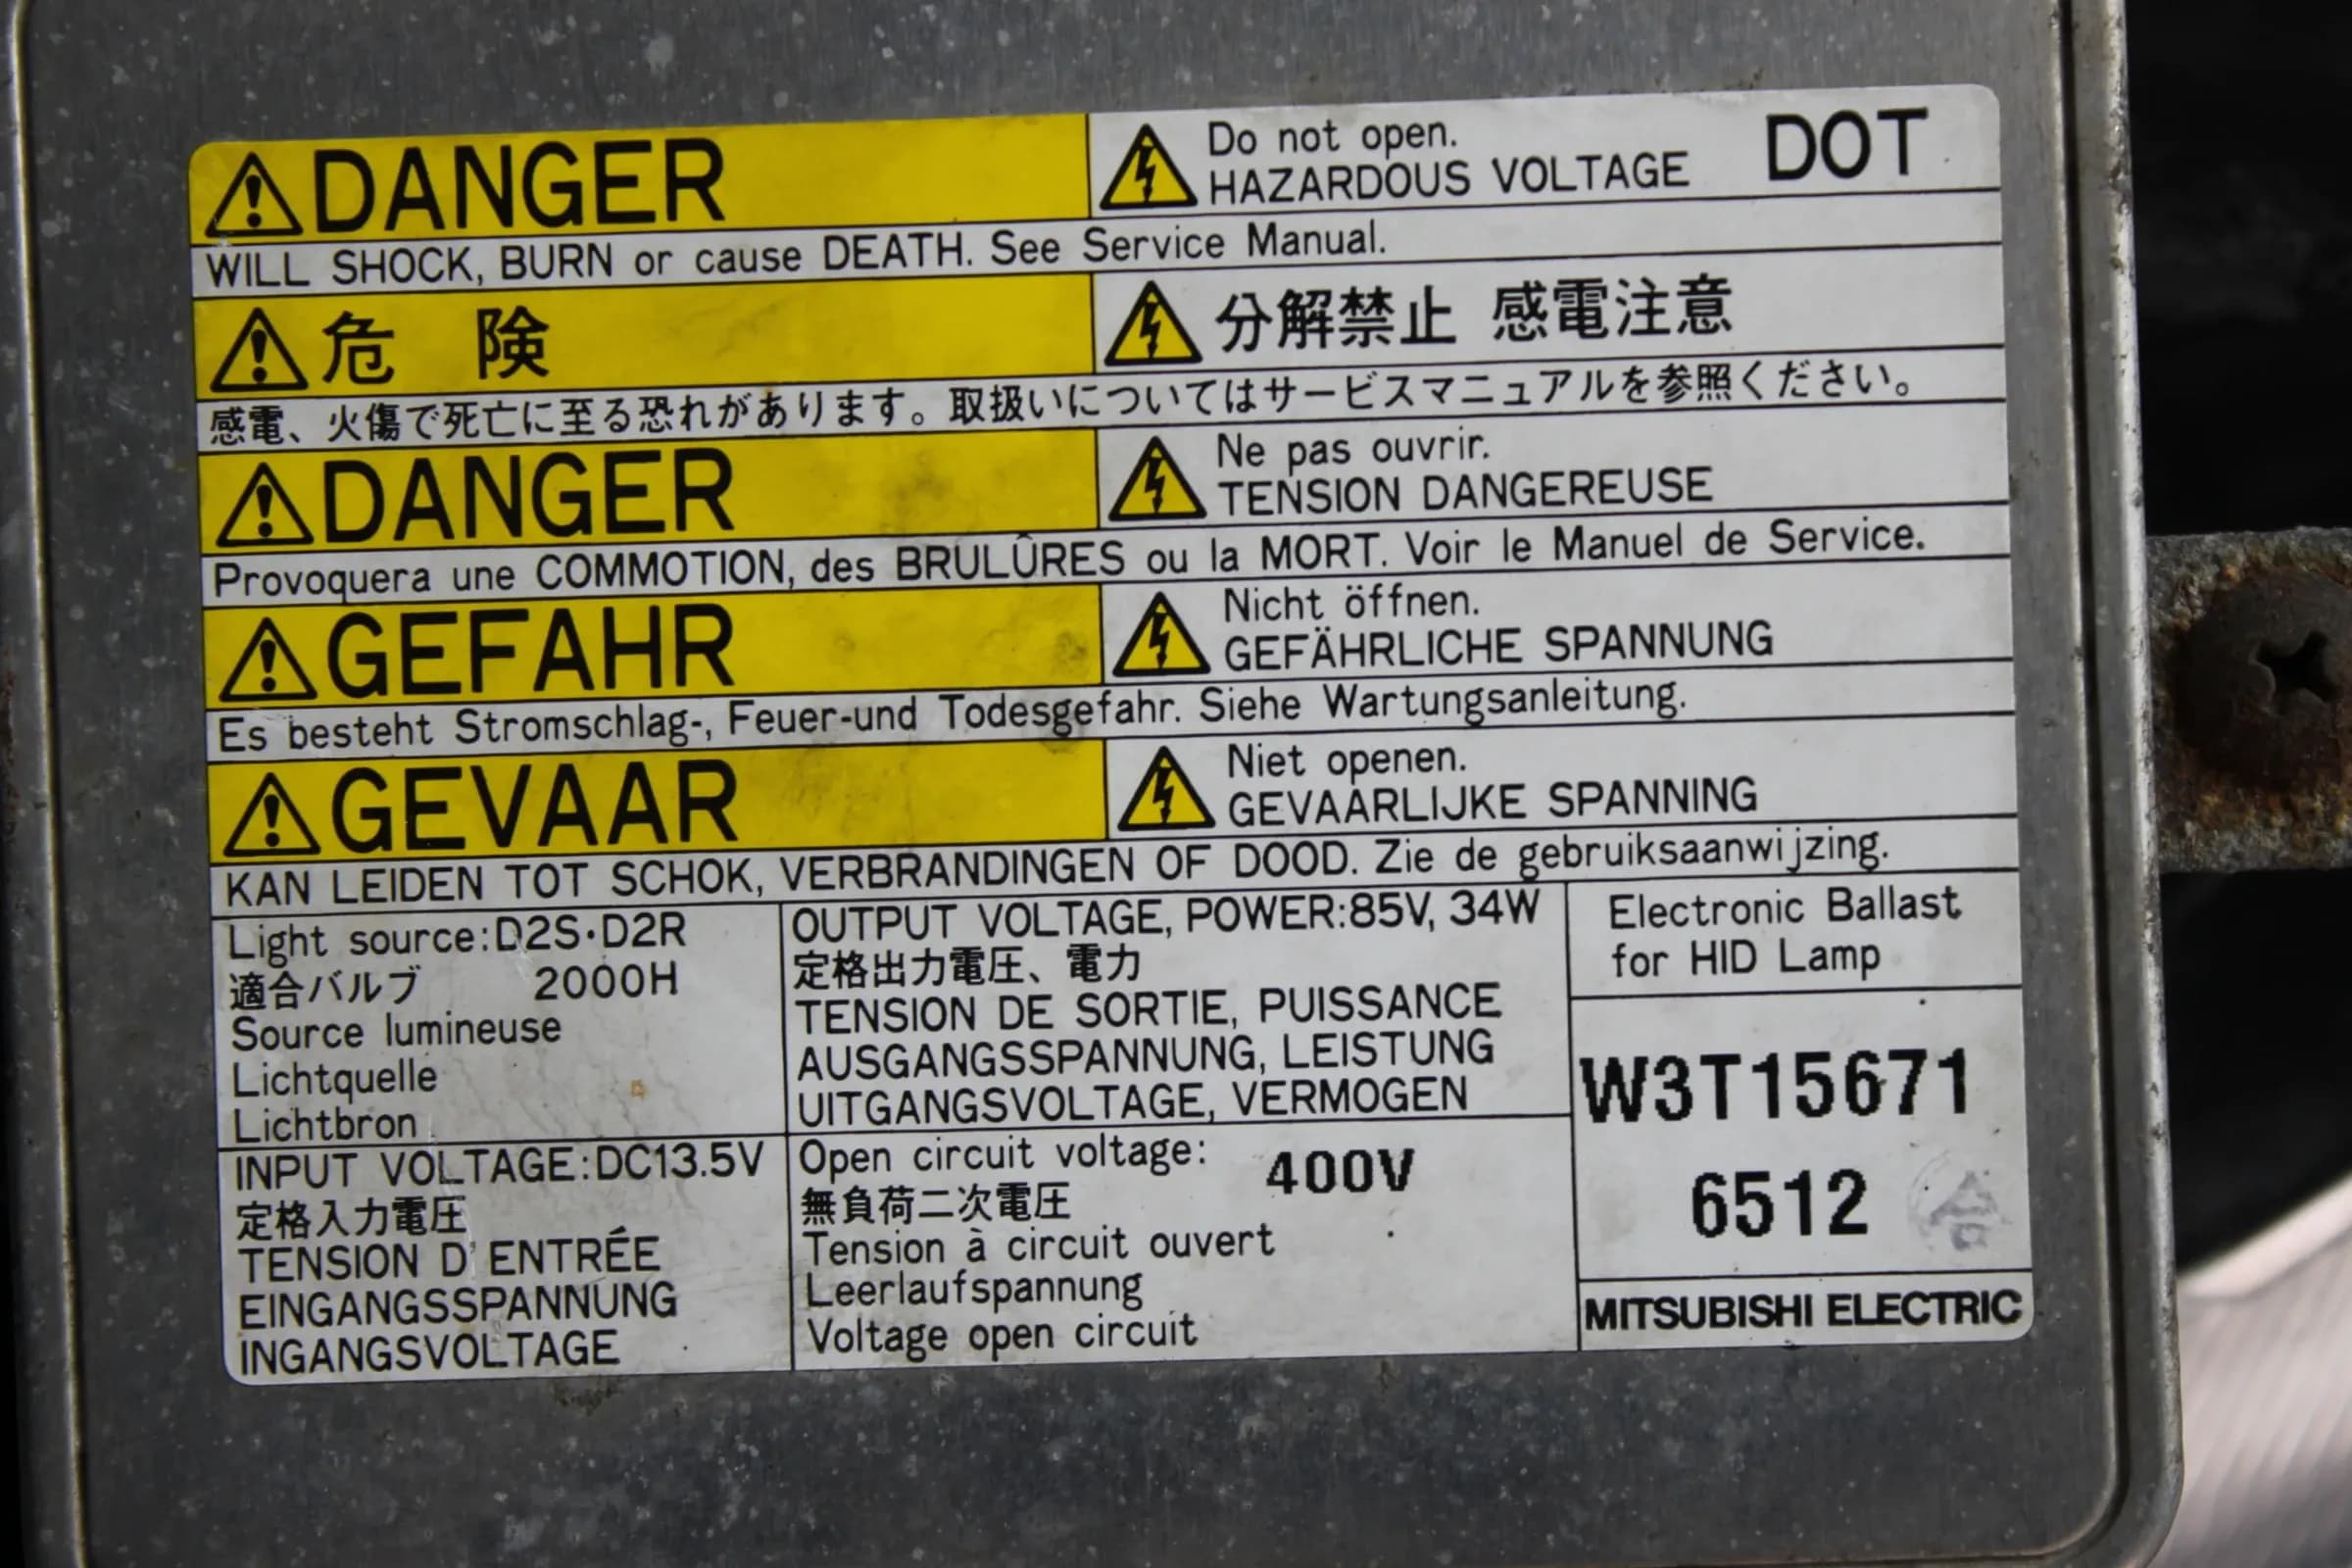 DANGER
Do not open.
HAZARDOUS VOLTAGE
DOT
WILL SHOCK, BURN or cause DEATH. See Service Manual.
危 険
分解禁止 感電注意
感電、火傷で死亡に至る恐れがあります。取扱いについてはサービスマニュアルを参照ください。
DANGER
Ne pas ouvrir.
TENSION DANGEREUSE
Provoquera une COMMOTION, des BRULÛRES ou la MORT. Voir le Manuel de Service.
GEFAHR
Nicht öffnen.
GEFÄHRLICHE SPANNUNG
Es besteht Stromschlag-, Feuer-und Todesgefahr. Siehe Wartungsanleitung.
GEVAAR
Niet openen.
GEVAARLIJKE SPANNING
KAN LEIDEN TOT SCHOK, VERBRANDINGEN OF DOOD. Zie de gebruiksaanwijzing.
Light source:D2S・D2R
適合バルブ 2000H
Source lumineuse
Lichtquelle
Lichtbron
OUTPUT VOLTAGE, POWER:85V, 34W
定格出力電圧、電力
TENSION DE SORTIE, PUISSANCE
AUSGANGSSPANNUNG, LEISTUNG
UITGANGSVOLTAGE, VERMOGEN
Electronic Ballast
for HID Lamp
INPUT VOLTAGE:DC13.5V
定格入力電圧
TENSION D'ENTRÉE
EINGANGSSPANNUNG
INGANGSVOLTAGE
Open circuit voltage: 400V
無負荷二次電圧
Tension à circuit ouvert
Leerlaufspannung
Voltage open circuit
W3T15671
6512
合
MITSUBISHI ELECTRIC